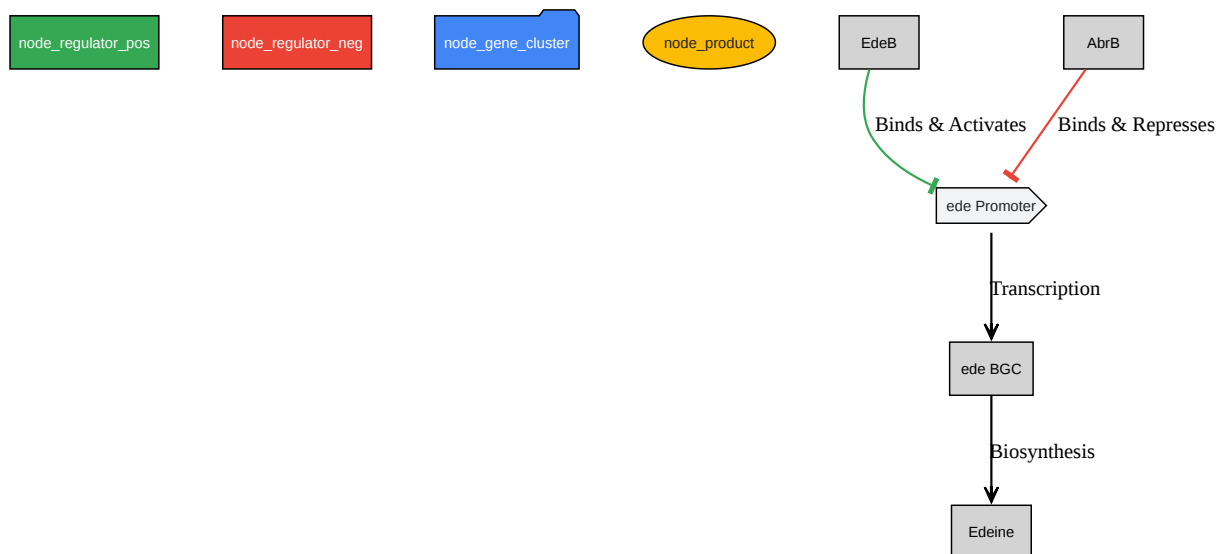 node_regulator_pos
node_regulator_neg
node_gene_cluster
node_product
EdeB
AbrB
Binds & Activates
Binds & Represses
ede Promoter
Transcription
ede BGC
Biosynthesis
Edeine